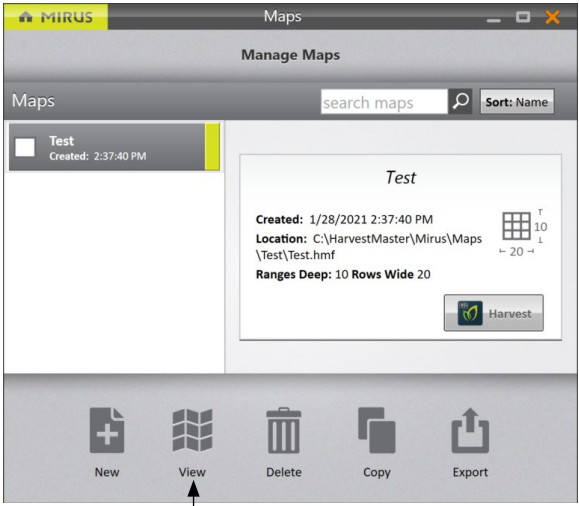 MIRUS
Maps
Manage Maps
Maps
search maps
Sort: Name
Test
Created: 2:37:40 PM
Test
Created: 1/28/2021 2:37:40 PM
Location: C:\HarvestMaster\Mirus\Maps
\Test\Test.hmf
Ranges Deep: 10 Rows Wide 20
10
20
Harvest
New
View
Delete
Copy
Export